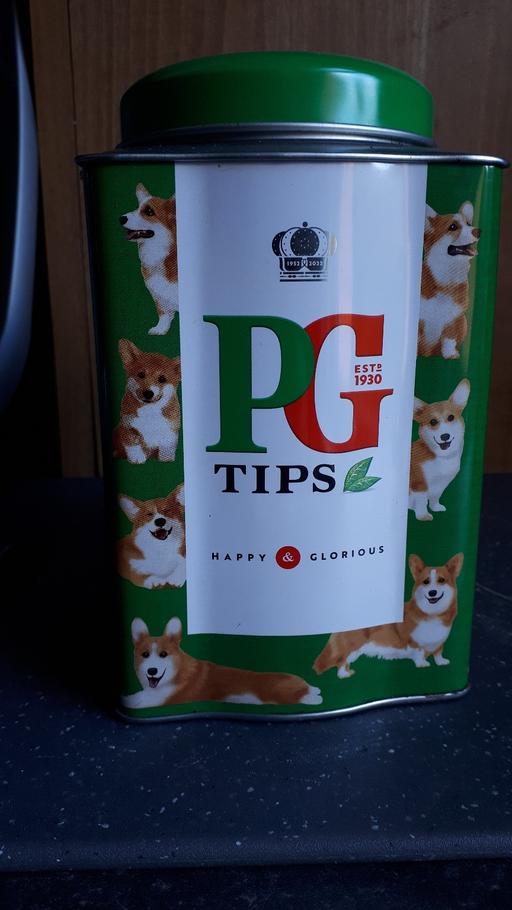 1952 2022
PG
ESTD
1930
TIPS
HAPPY & GLORIOUS